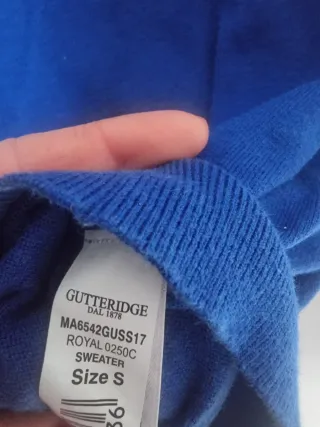 GUTTERIDGE
DAL 1878
MA6542GUSS17
ROYAL 0250C
SWEATER
Size S